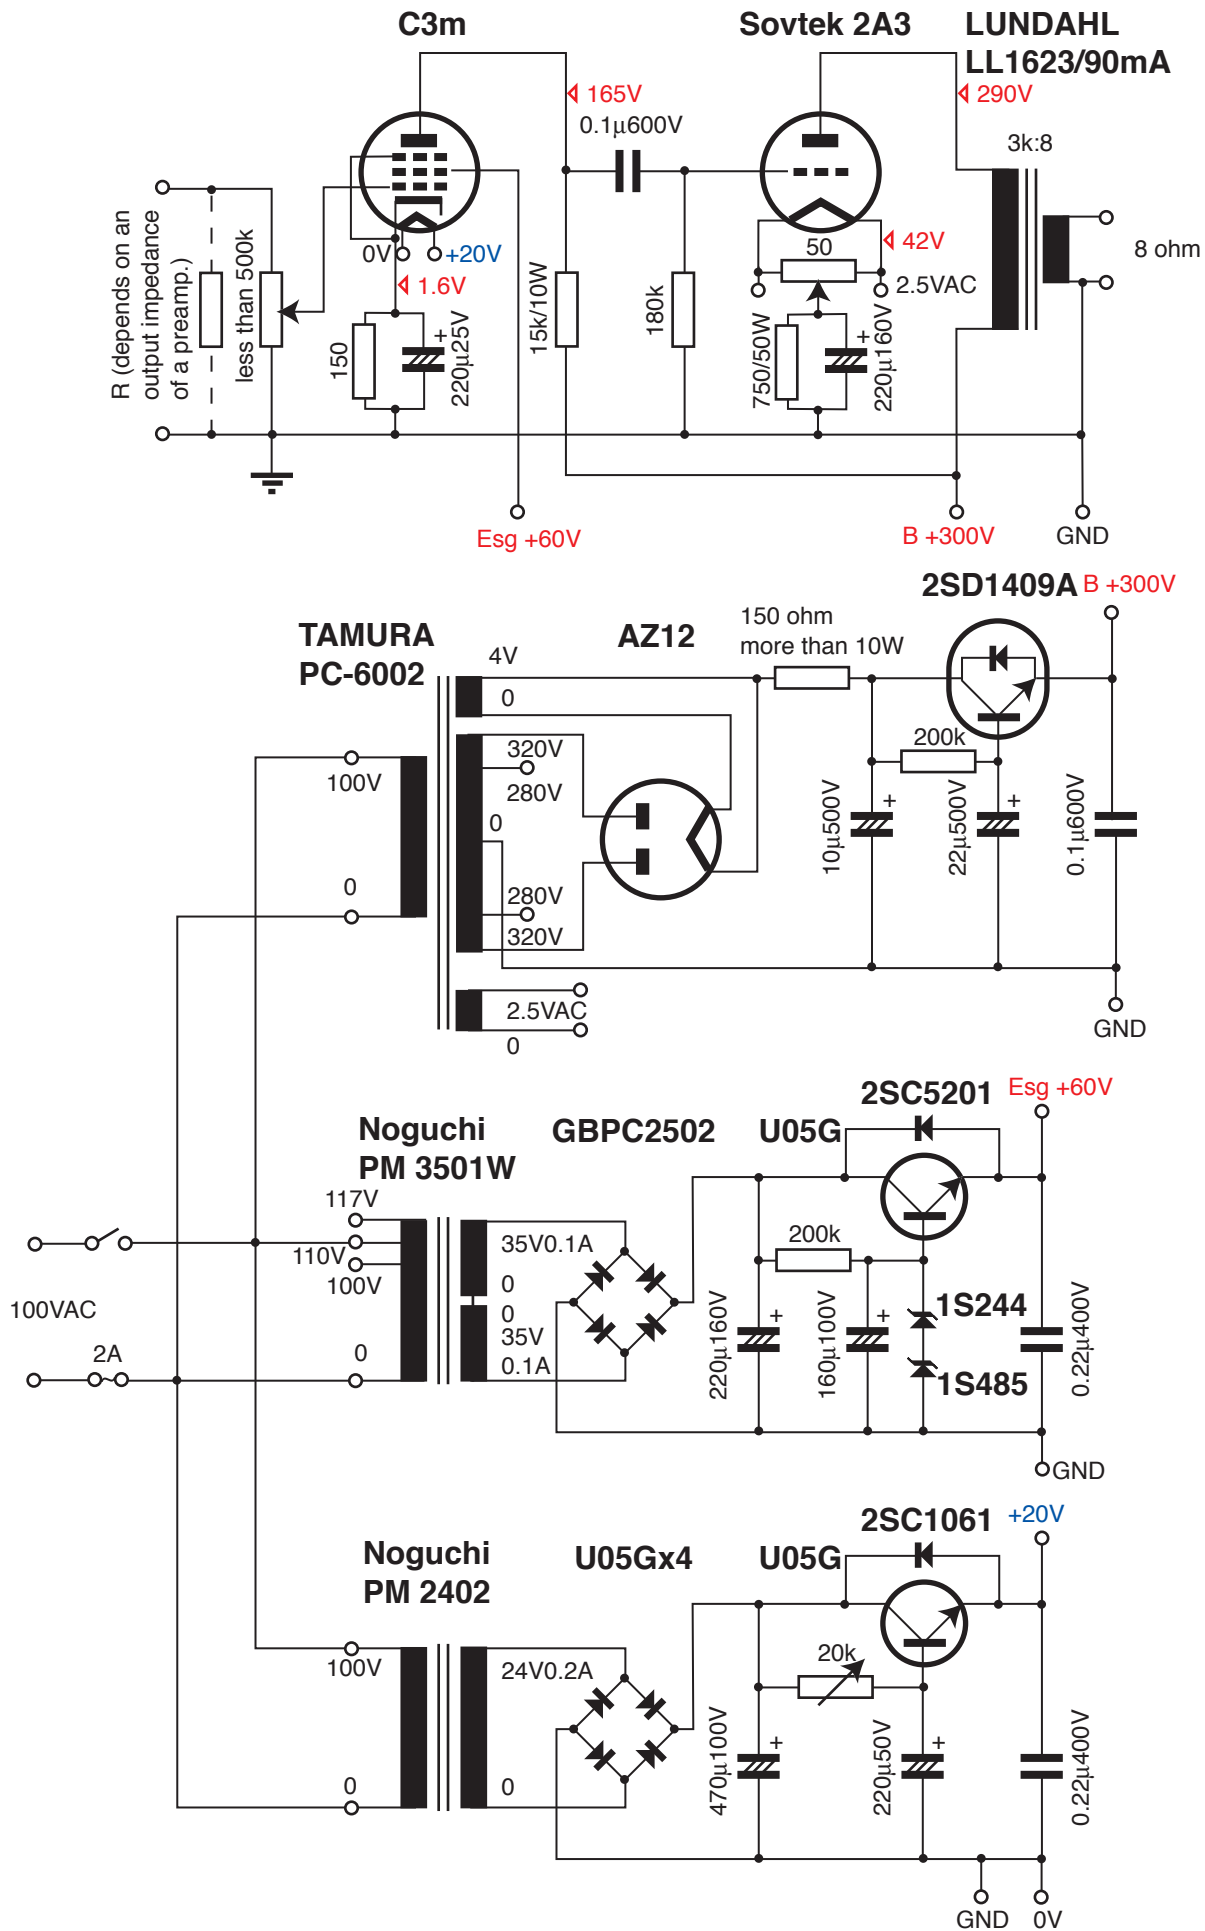 C3m
Sovtek 2A3
LUNDAHL
LL1623/90mA
165V
290V
0.1µ600V
3k:8
R (depends on an
output impedance
of a preamp.)
less than 500k
0V
+20V
1.6V
150
+
220µ25V
15k/10W
180k
50
42V
2.5VAC
750/50W
+
220µ160V
8 ohm
Esg +60V
B +300V
GND
2SD1409A
B +300V
TAMURA
PC-6002
AZ12
150 ohm
more than 10W
4V
0
320V
280V
0
280V
320V
100V
0
200k
10µ500V
+
22µ500V
+
0.1µ600V
2.5VAC
0
GND
2SC5201
Esg +60V
Noguchi
PM 3501W
GBPC2502
U05G
117V
110V
100V
0
35V0.1A
0
0
35V
0.1A
200k
220µ160V
+
160µ100V
+
1S244
1S485
0.22µ400V
GND
100VAC
2A
2SC1061
+20V
Noguchi
PM 2402
U05Gx4
U05G
100V
0
24V0.2A
0
20k
470µ100V
+
220µ50V
+
0.22µ400V
GND
0V